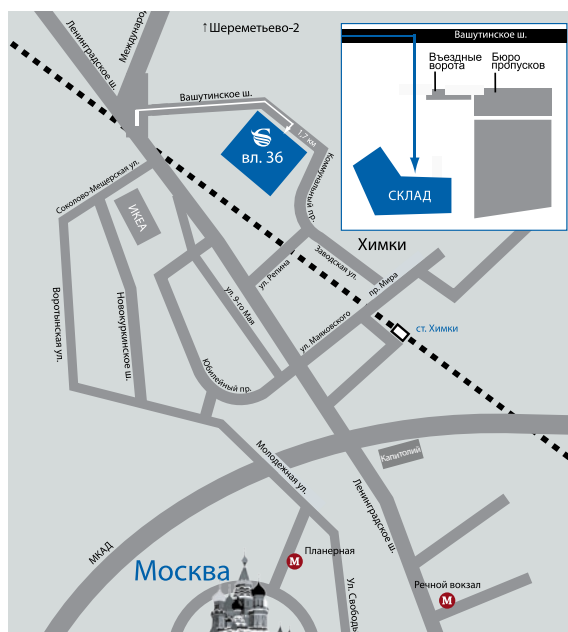 Ленинградское ш.
Международ
↑Шереметьево-2
Вашутинское ш.
Въездные
ворота
Бюро
пропусков
СКЛАД
Вашутинское ш.
1,7 км
вл. 36
Коммунальный пр.
Соколово-Мещерская ул.
ИКЕА
Химки
Заводская ул.
ул. Репина
пр. Мира
ул. 9-го Мая
ул. Маяковского
ст. Химки
Воротынская ул.
Новокуркинское ш.
Юбилейный пр.
Молодежная ул.
Капитолий
Ленинградское ш.
МКАД
Москва
М
Планерная
Ул. Свободы
Речной вокзал
М